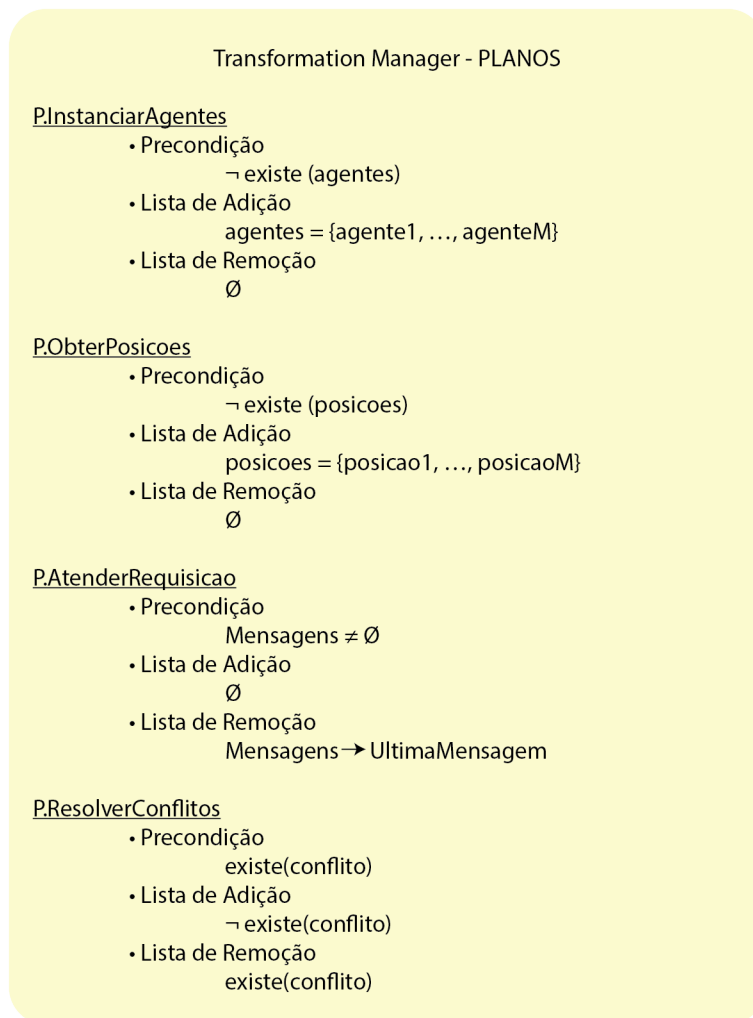 Transformation Manager - PLANOS
P.InstanciarAgentes
• Precondição
¬ existe (agentes)
• Lista de Adição
agentes = {agente1, ..., agenteM}
• Lista de Remoção
Ø
P.ObterPosicoes
• Precondição
¬ existe (posicoes)
• Lista de Adição
posicoes = {posicao1, ..., posicaoM}
• Lista de Remoção
Ø
P.AtenderRequisicao
• Precondição
Mensagens ≠ Ø
• Lista de Adição
Ø
• Lista de Remoção
Mensagens→UltimaMensagem
P.ResolverConflitos
• Precondição
existe(conflito)
• Lista de Adição
¬ existe(conflito)
• Lista de Remoção
existe(conflito)